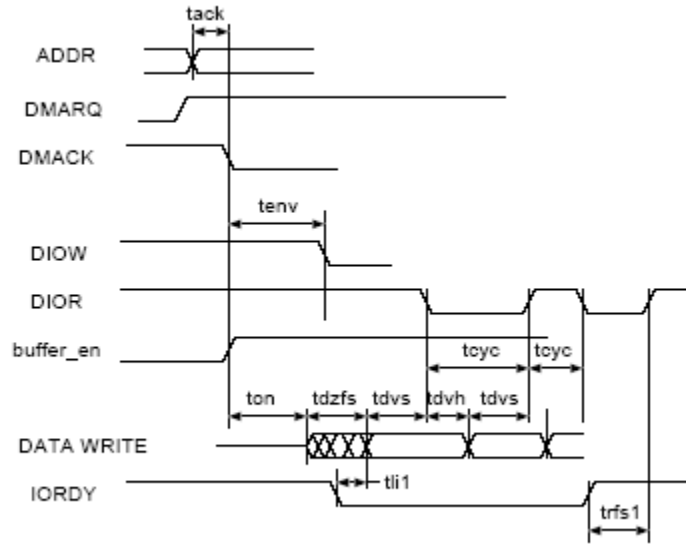 tack
ADDR
DMARQ
DMACK
tenv
DIOW
DIOR
buffer_en
tcyc tcyc
ton tdzfs tdvs tdvh tdvs
DATA WRITE
tli1
IORDY
trfs1